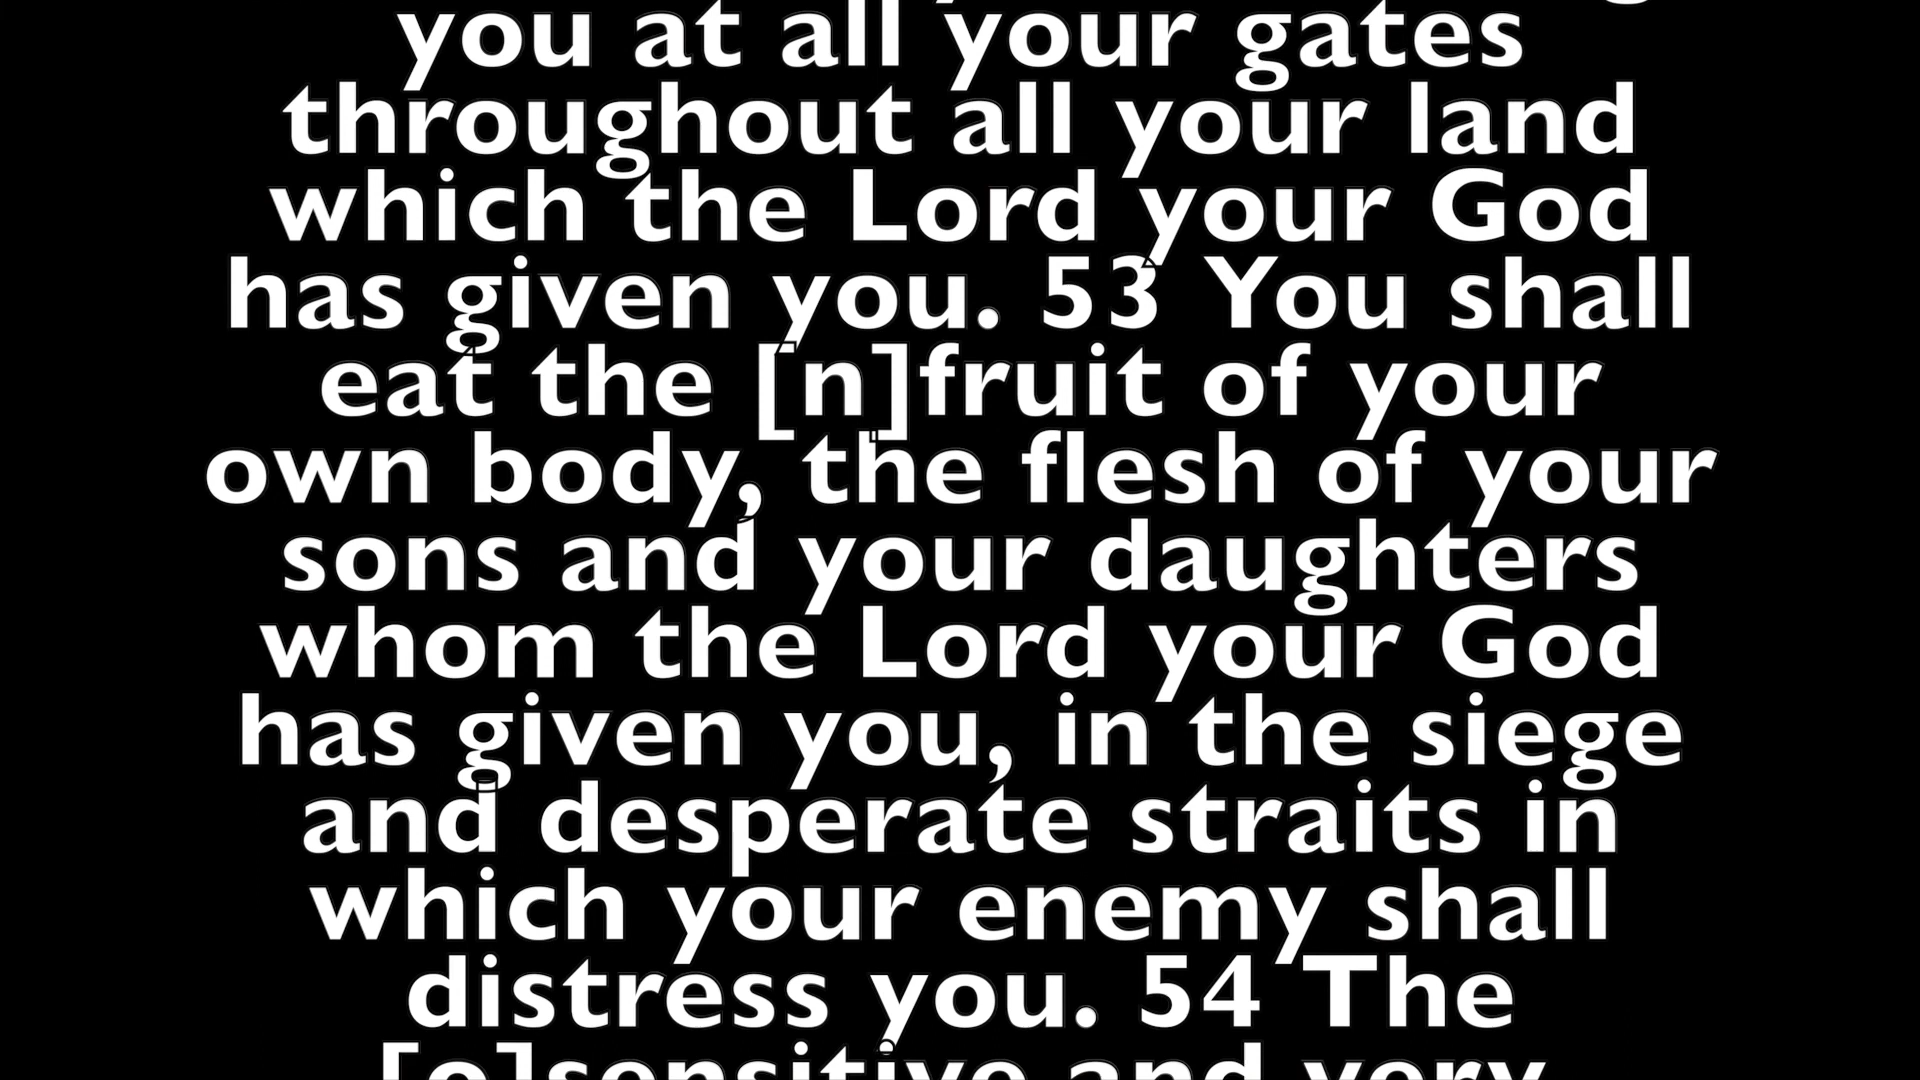 you at all your gates
throughout all your land
which the Lord your God
has given you. 53 You shall
eat the [n]fruit of your
own body, the flesh of your
sons and your daughters
whom the Lord your God
has given you, in the siege
and desperate straits in
which your enemy shall
distress you. 54 The
[o]sensitive and very